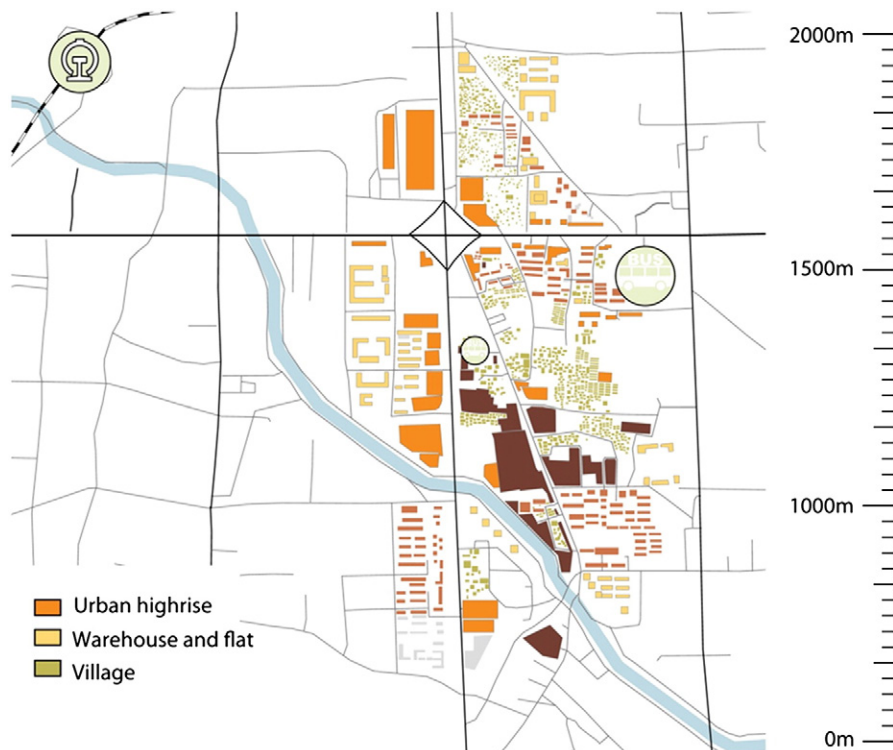 2000m
BUS
1500m
1000m
Urban highrise
Warehouse and flat
Village
0m